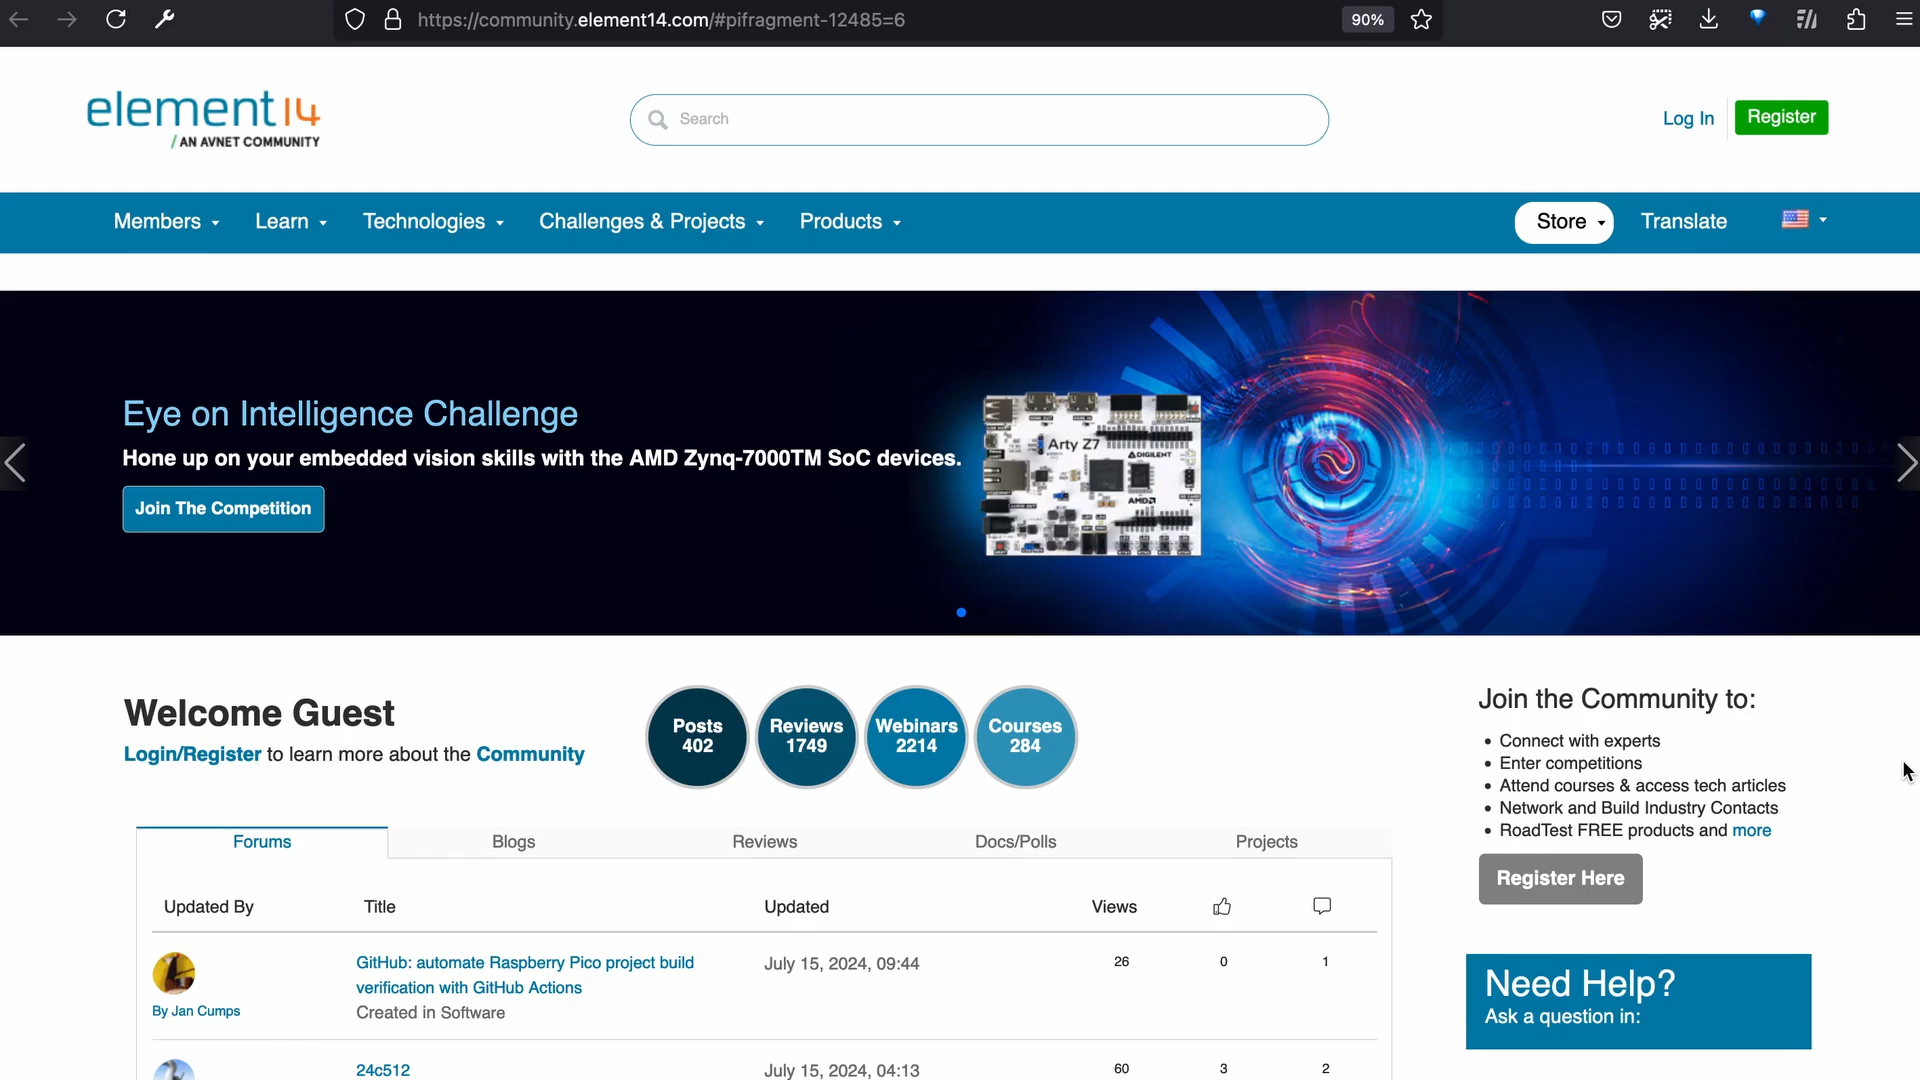 https://community.element14.com/#pifragment-12485=6
90%
element14
/ AN AVNET COMMUNITY
Search
Log In
Register
Members
Learn
Technologies
Challenges & Projects
Products
Store
Translate
Eye on Intelligence Challenge
Hone up on your embedded vision skills with the AMD Zynq-7000TM SoC devices.
Join The Competition
Arty Z7
DIGILENT
AMD
Welcome Guest
Login/Register to learn more about the Community
Posts
402
Reviews
1749
Webinars
2214
Courses
284
Join the Community to:
• Connect with experts
• Enter competitions
• Attend courses & access tech articles
• Network and Build Industry Contacts
• RoadTest FREE products and more
Register Here
Forums
Blogs
Reviews
Docs/Polls
Projects
Updated By
Title
Updated
Views
By Jan Cumps
GitHub: automate Raspberry Pico project build
verification with GitHub Actions
Created in Software
July 15, 2024, 09:44
26
0
1
24c512
July 15, 2024, 04:13
60
3
2
Need Help?
Ask a question in: